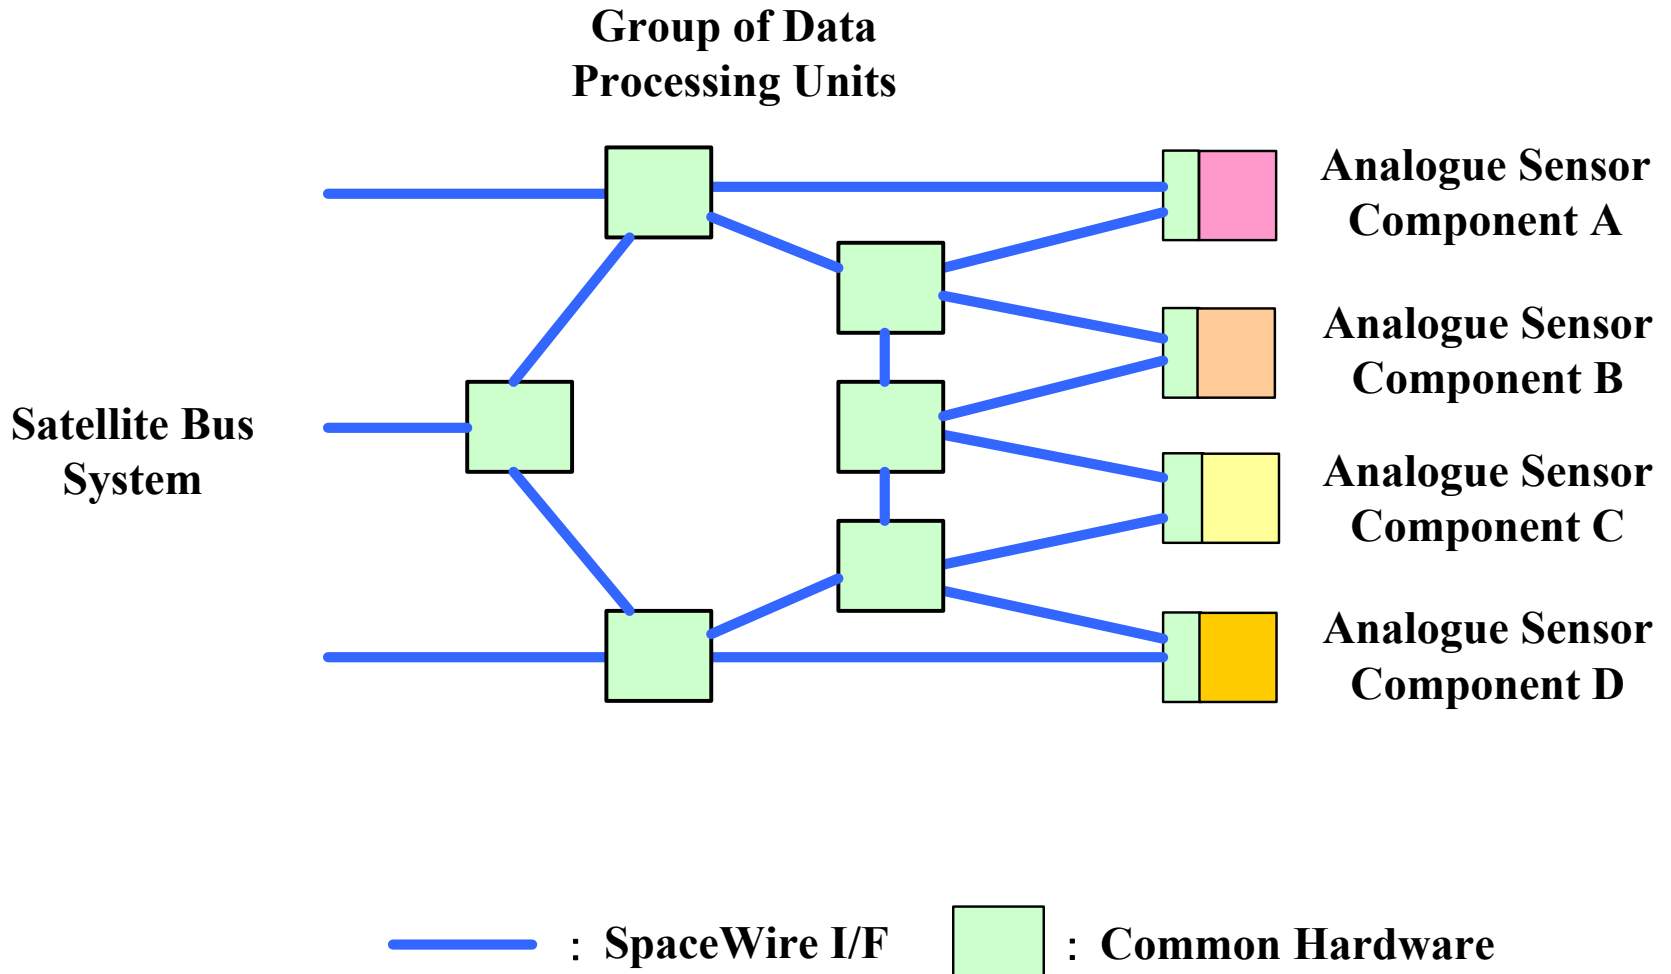 Group of Data
Processing Units
Analogue Sensor
Component A
Analogue Sensor
Component B
Satellite Bus
System
Analogue Sensor
Component C
Analogue Sensor
Component D
: SpaceWire I/F : Common Hardware